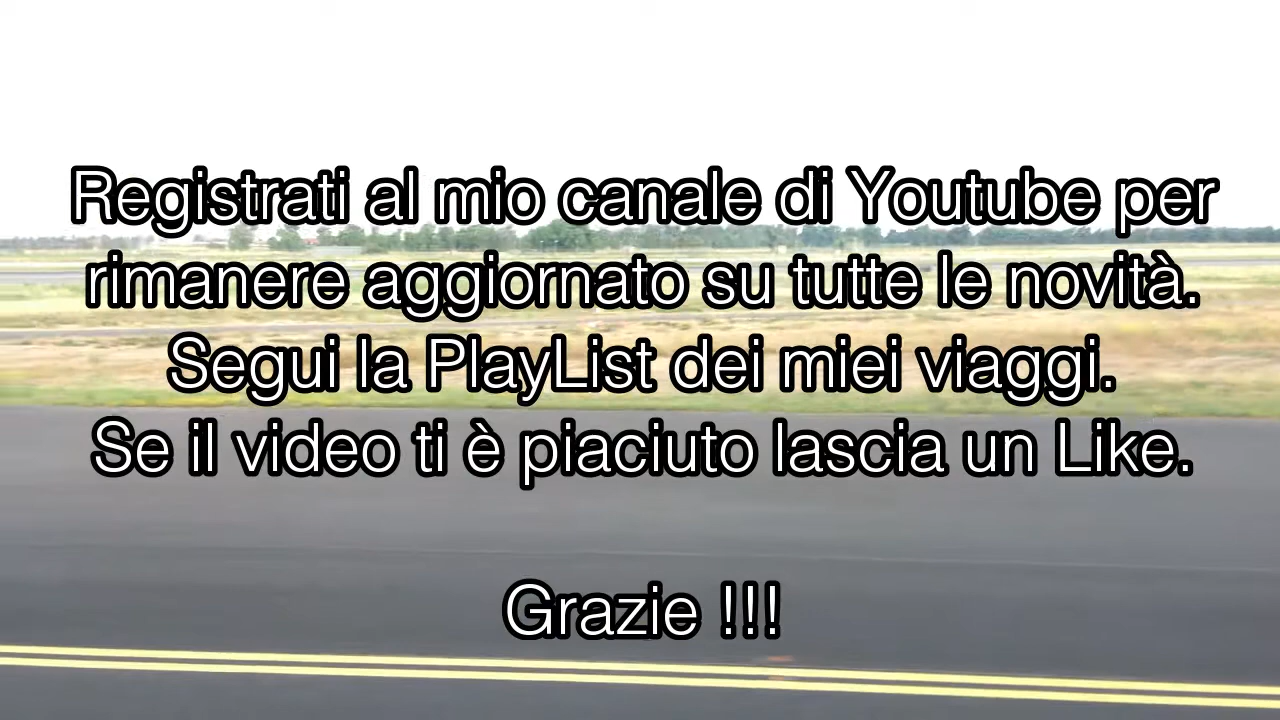 Registrati al mio canale di Youtube per
rimanere aggiornato su tutte le novità.
Segui la PlayList dei miei viaggi.
Se il video ti è piaciuto lascia un Like.
Grazie !!!